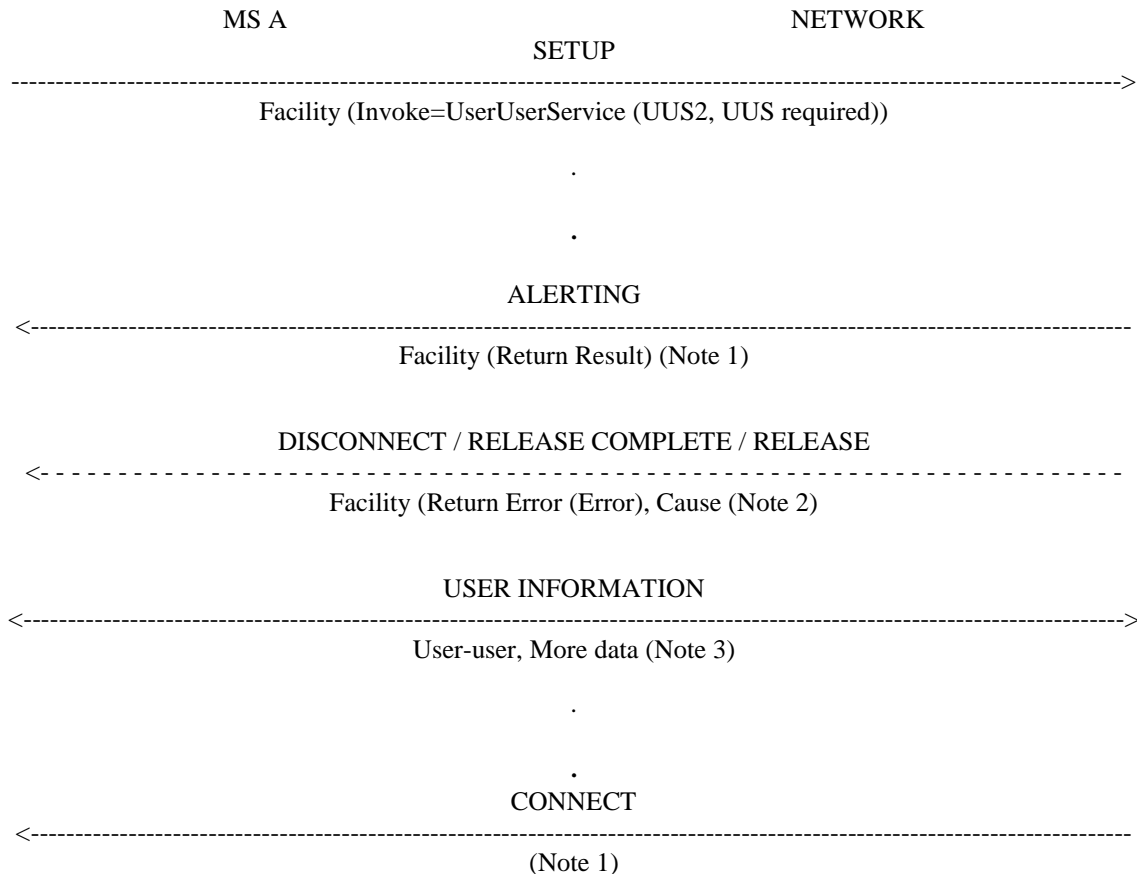 MS A NETWORK
SETUP
------------------------------------------------------------------------------------------------------------------------------>
Facility (Invoke=UserUserService (UUS2, UUS required))
.
.
ALERTING
<------------------------------------------------------------------------------------------------------------------------------
Facility (Return Result) (Note 1)
DISCONNECT / RELEASE COMPLETE / RELEASE
<- - - - - - - - - - - - - - - - - - - - - - - - - - - - - - - - - - - - - - - - - - - - - - - - - - - - - - - - - - - - - - - - - - - - - -
Facility (Return Error (Error), Cause (Note 2)
USER INFORMATION
<----------------------------------------------------------------------------------------------------------------------------->
User-user, More data (Note 3)
.
.
CONNECT
<------------------------------------------------------------------------------------------------------------------------------
(Note 1)